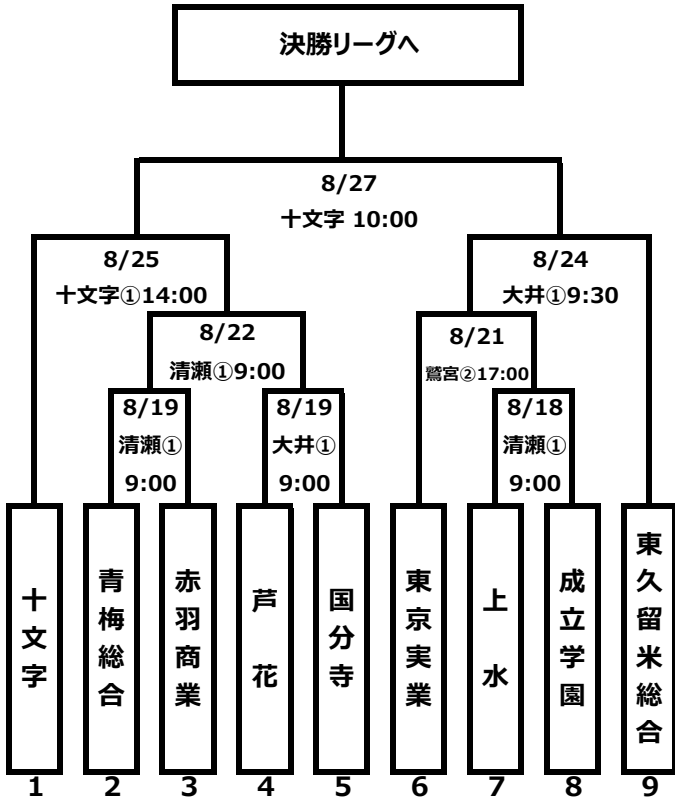 決勝リーグへ
8/27
十文字 10:00
8/25
十文字①14:00
8/24
大井①9:30
8/22
清瀬①9:00
8/21
鷲宮②17:00
8/19
清瀬①
9:00
8/19
大井①
9:00
8/18
清瀬①
9:00
十文字
青梅総合
赤羽商業
芦花
国分寺
東京実業
上水
成立学園
東久留米総合
1 2 3 4 5 6 7 8 9